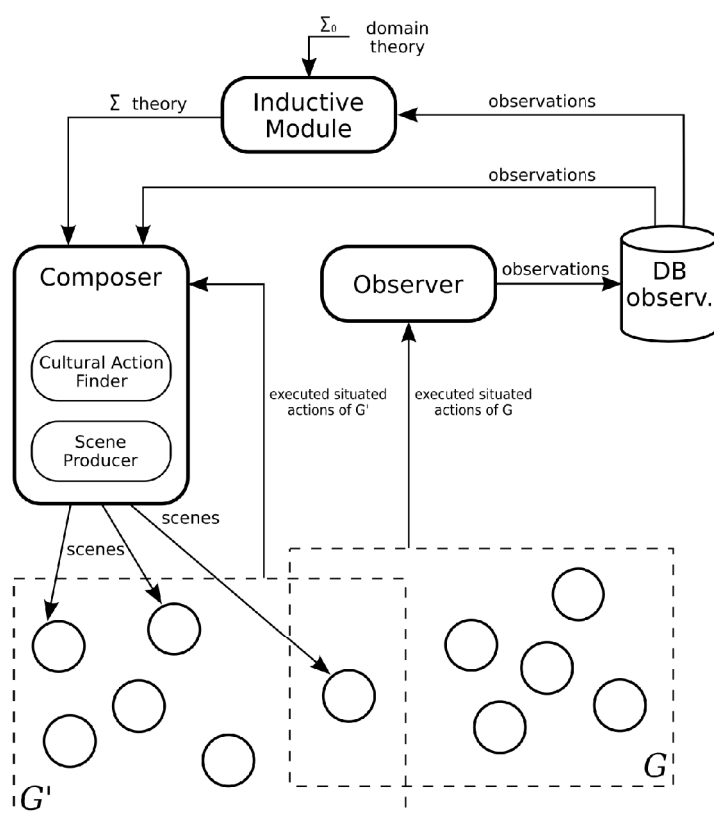 Σ₀ domain
theory
Σ theory
Inductive
Module
observations
observations
Composer
Observer
observations
DB
observ.
Cultural Action
Finder
executed situated
actions of G'
executed situated
actions of G
Scene
Producer
scenes
scenes
G
G'